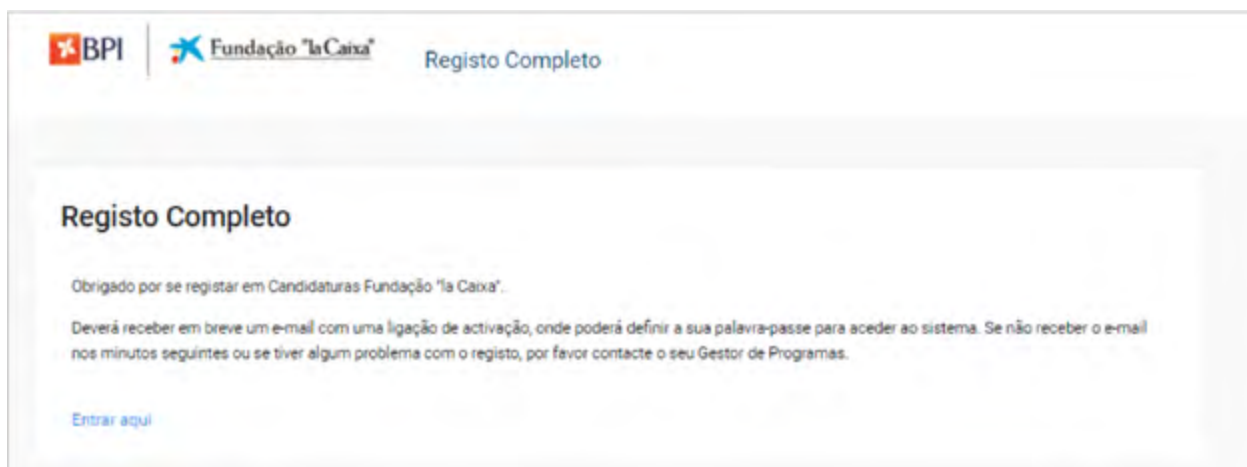 BPI
Fundação "la Caixa"
Registo Completo
Registo Completo
Obrigado por se registar em Candidaturas Fundação "la Caixa".
Deverá receber em breve um e-mail com uma ligação de activação, onde poderá definir a sua palavra-passe para aceder ao sistema. Se não receber o e-mail
nos minutos seguintes ou se tiver algum problema com o registo, por favor contacte o seu Gestor de Programas.
Entrar aqui